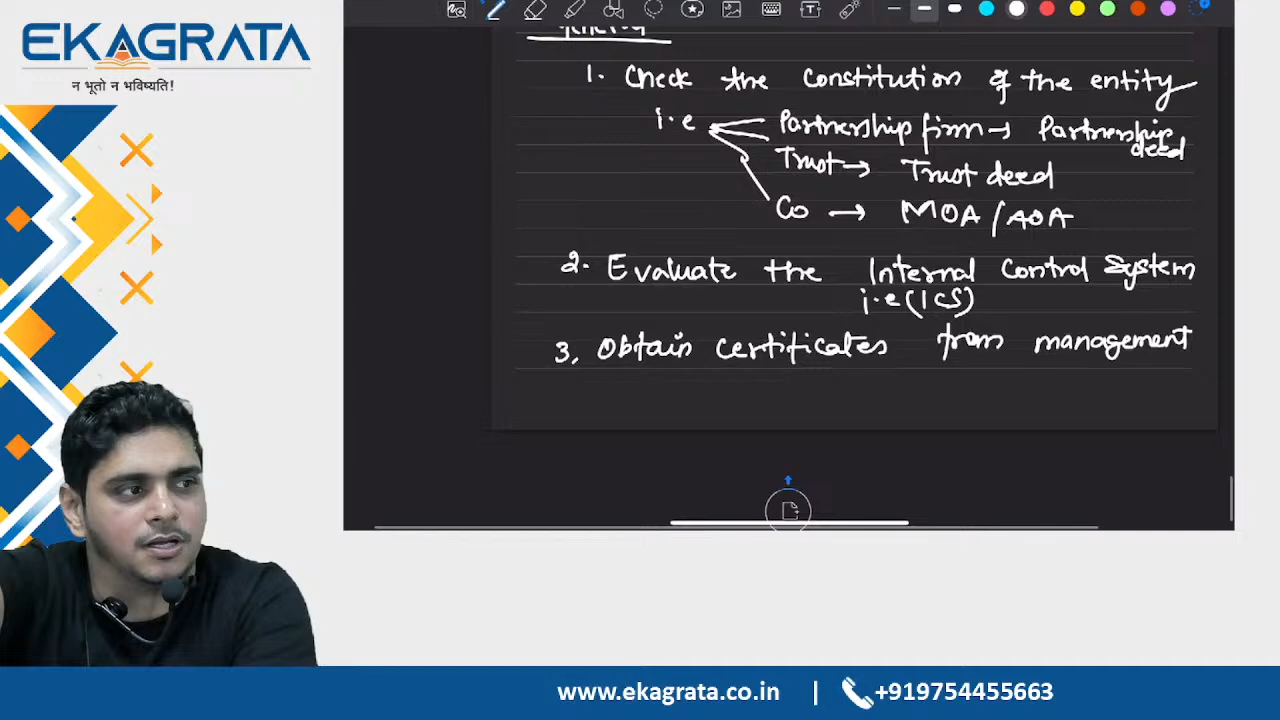 EKAGRATA
न भूतो न भविष्यति!
General
1. Check the Constitution of the entity
i.e Partnership firm → Partnership deed
Trust → Trust deed
Co → MOA/AOA
2. Evaluate the Internal Control System
i.e (ICS)
3, Obtain certificates from management
www.ekagrata.co.in | +919754455663